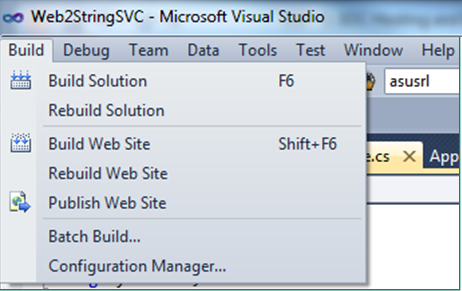 Web2StringSVC - Microsoft Visual Studio
Build Debug Team Data Tools Test Window Help
Build Solution F6 asusrl
Rebuild Solution
Build Web Site Shift+F6
e.cs App
Rebuild Web Site
Publish Web Site
Batch Build...
Configuration Manager...